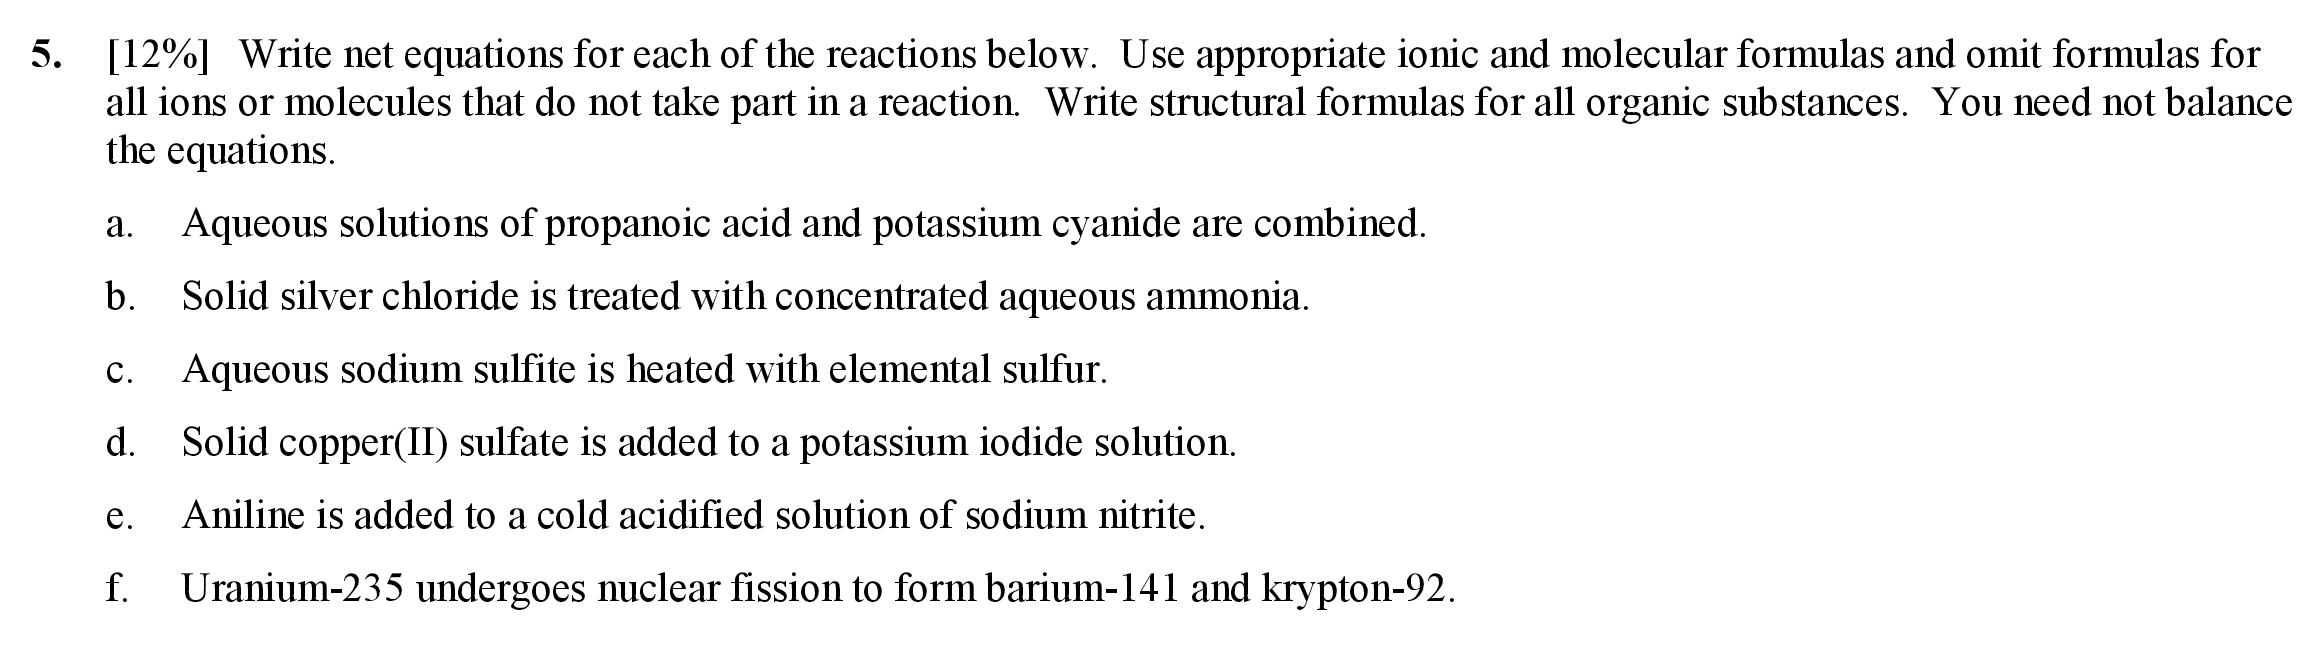 5. [12%] Write net equations for each of the reactions below. Use appropriate ionic and molecular formulas and omit formulas for
all ions or molecules that do not take part in a reaction. Write structural formulas for all organic substances. You need not balance
the equations.
a. Aqueous solutions of propanoic acid and potassium cyanide are combined.
b. Solid silver chloride is treated with concentrated aqueous ammonia.
c. Aqueous sodium sulfite is heated with elemental sulfur.
d. Solid copper(II) sulfate is added to a potassium iodide solution.
e. Aniline is added to a cold acidified solution of sodium nitrite.
f. Uranium-235 undergoes nuclear fission to form barium-141 and krypton-92.